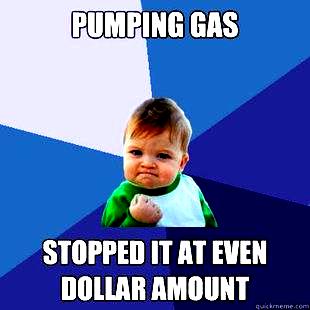 PUMPING GAS
STOPPED IT AT EVEN
DOLLAR AMOUNT
quickmeme.com